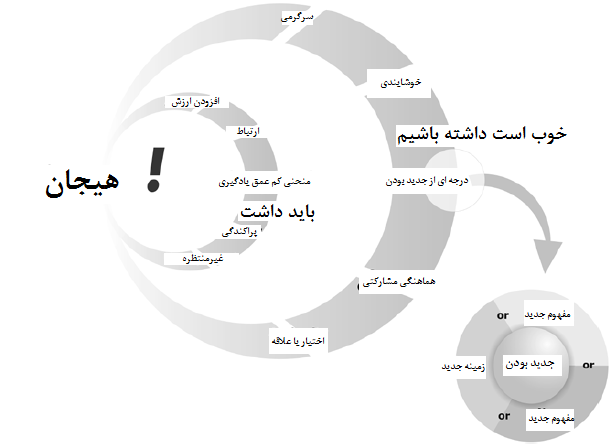 سرگرمی
خوشایندی
خوب است داشته باشیم
درجه ای از جدید بودن
هماهنگی مشارکتی
اختیار یا علاقه
افزودن ارزش
ارتباط
منحنی کم عمق یادگیری
باید داشت
پراکندگی
غیرمنتظره
! هیجان
مفهوم جدید
or
or
زمینه جدید
جدید بودن
or
مفهوم جدید